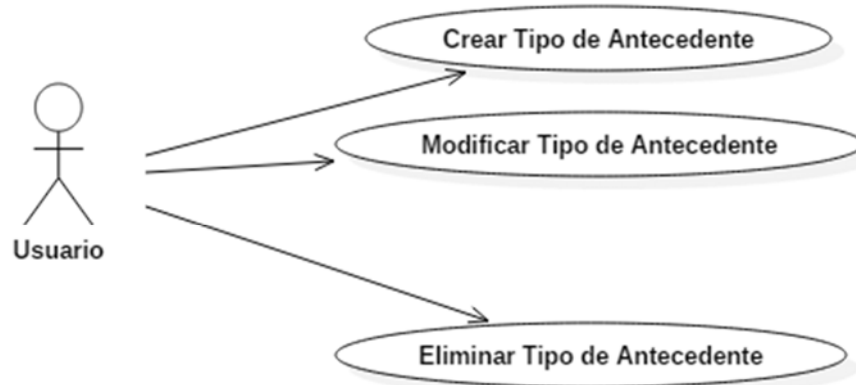 Crear Tipo de Antecedente
Modificar Tipo de Antecedente
Usuario
Eliminar Tipo de Antecedente